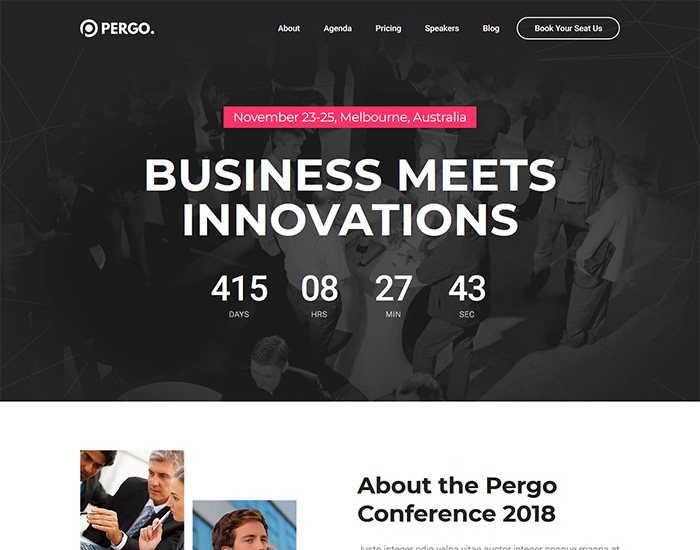 PERGO.
About Agenda Pricing Speakers Blog Book Your Seat Us
November 23-25, Melbourne, Australia
BUSINESS MEETS
INNOVATIONS
415 08 27 43
DAYS HRS MIN SEC
About the Pergo
Conference 2018
Justo integer odio velna vitae auctor integer congue magna at